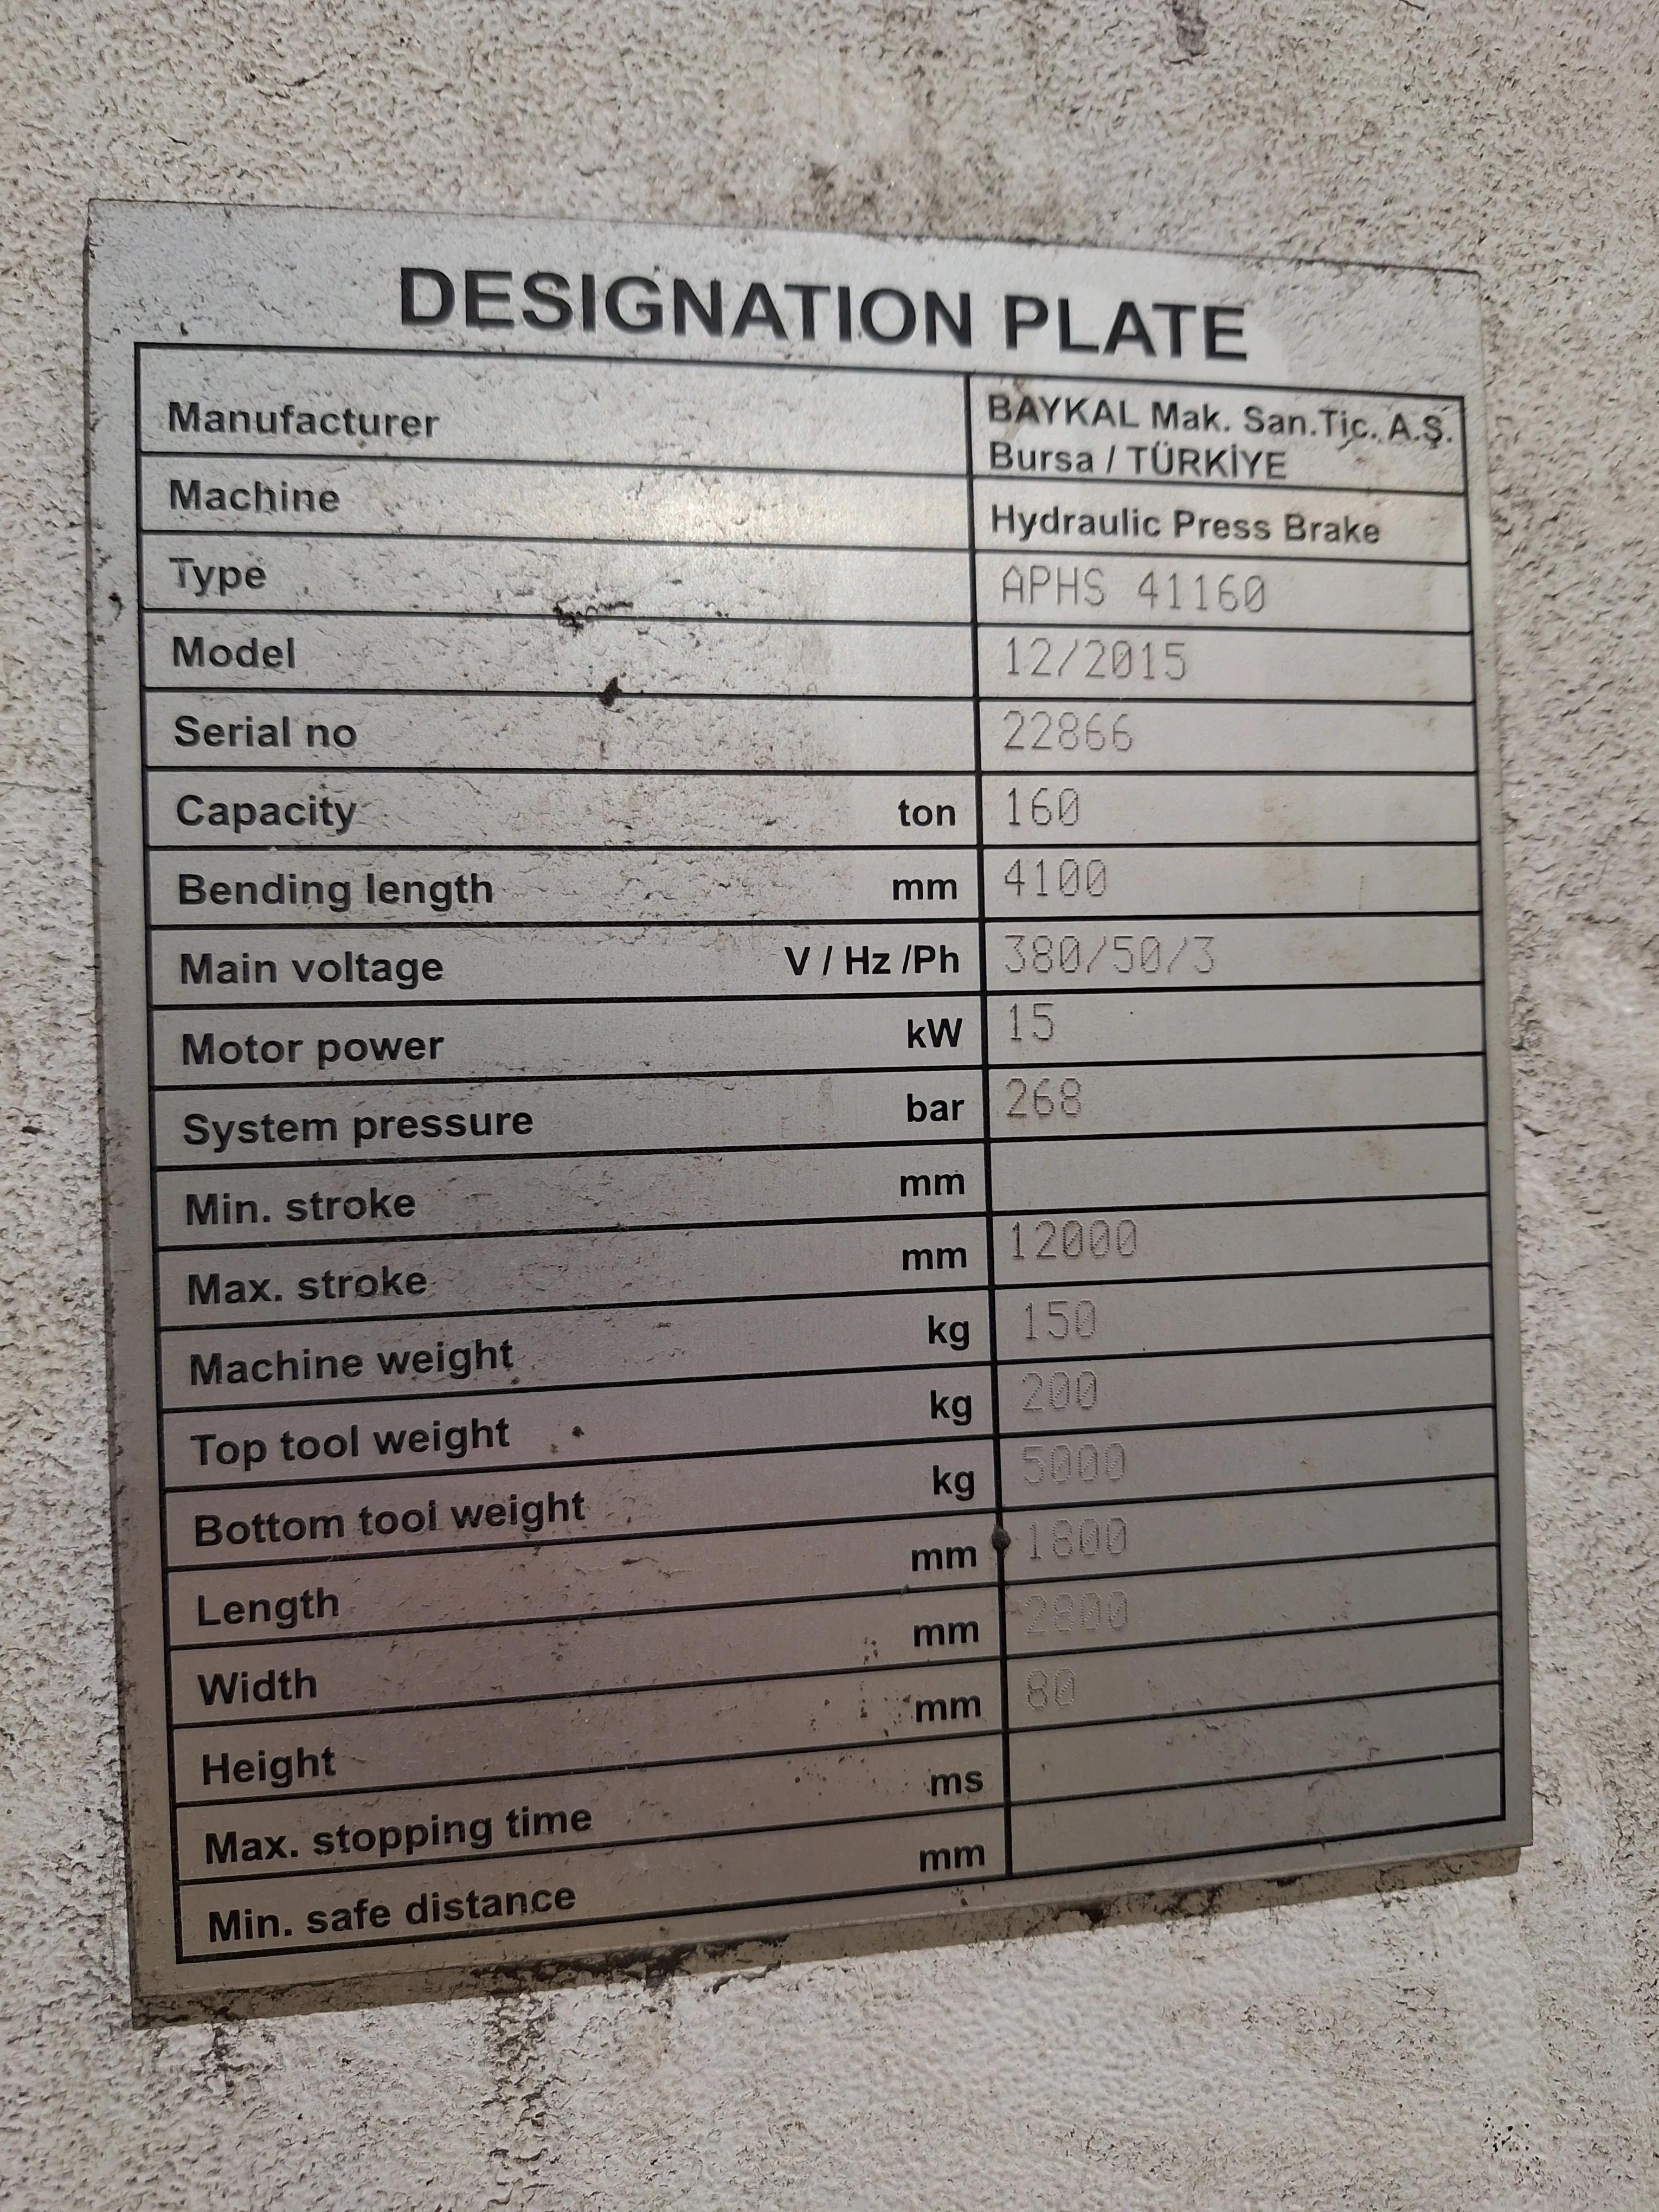 DESIGNATION PLATE
Manufacturer BAYKAL Mak. San.Tic. A.Ş.
Bursa / TÜRKİYE
Machine Hydraulic Press Brake
Type APHS 41160
Model 12/2015
Serial no 22866
Capacity ton 160
Bending length mm 4100
Main voltage V / Hz /Ph 380/50/3
Motor power kW 15
System pressure bar 268
Min. stroke mm
Max. stroke mm 12000
Machine weight kg 150
Top tool weight kg 200
Bottom tool weight kg 5000
Length mm 1800
Width mm 2800
Height mm 80
Max. stopping time ms
Min. safe distance mm